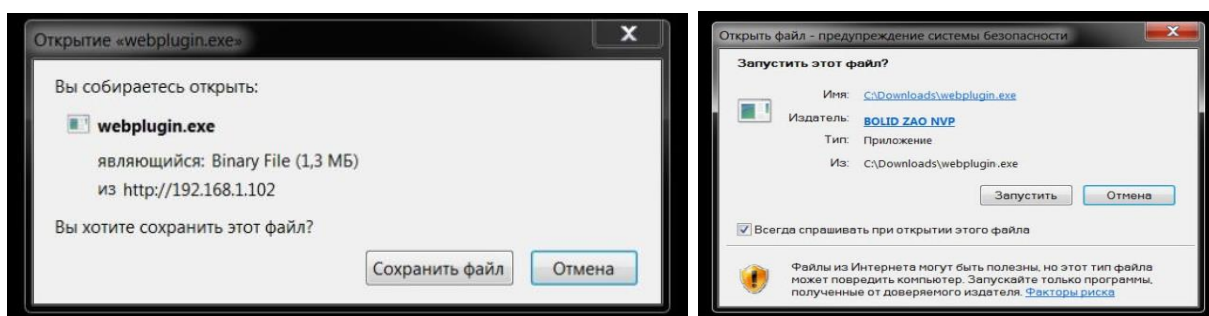 Открытие «webplugin.exe»
Вы собираетесь открыть:
webplugin.exe
являющийся: Binary File (1,3 МБ)
из http://192.168.1.102
Вы хотите сохранить этот файл?
Сохранить файл
Отмена
Открыть файл - предупреждение системы безопасности
Запустить этот файл?
Имя: C:\Downloads\webplugin.exe
Издатель: BOLID ZAO NVP
Тип: Приложение
Из: C:\Downloads\webplugin.exe
Запустить
Отмена
Всегда спрашивать при открытии этого файла
Файлы из Интернета могут быть полезны, но этот тип файла
может повредить компьютер. Запускайте только программы,
полученные от доверяемого издателя. Факторы риска